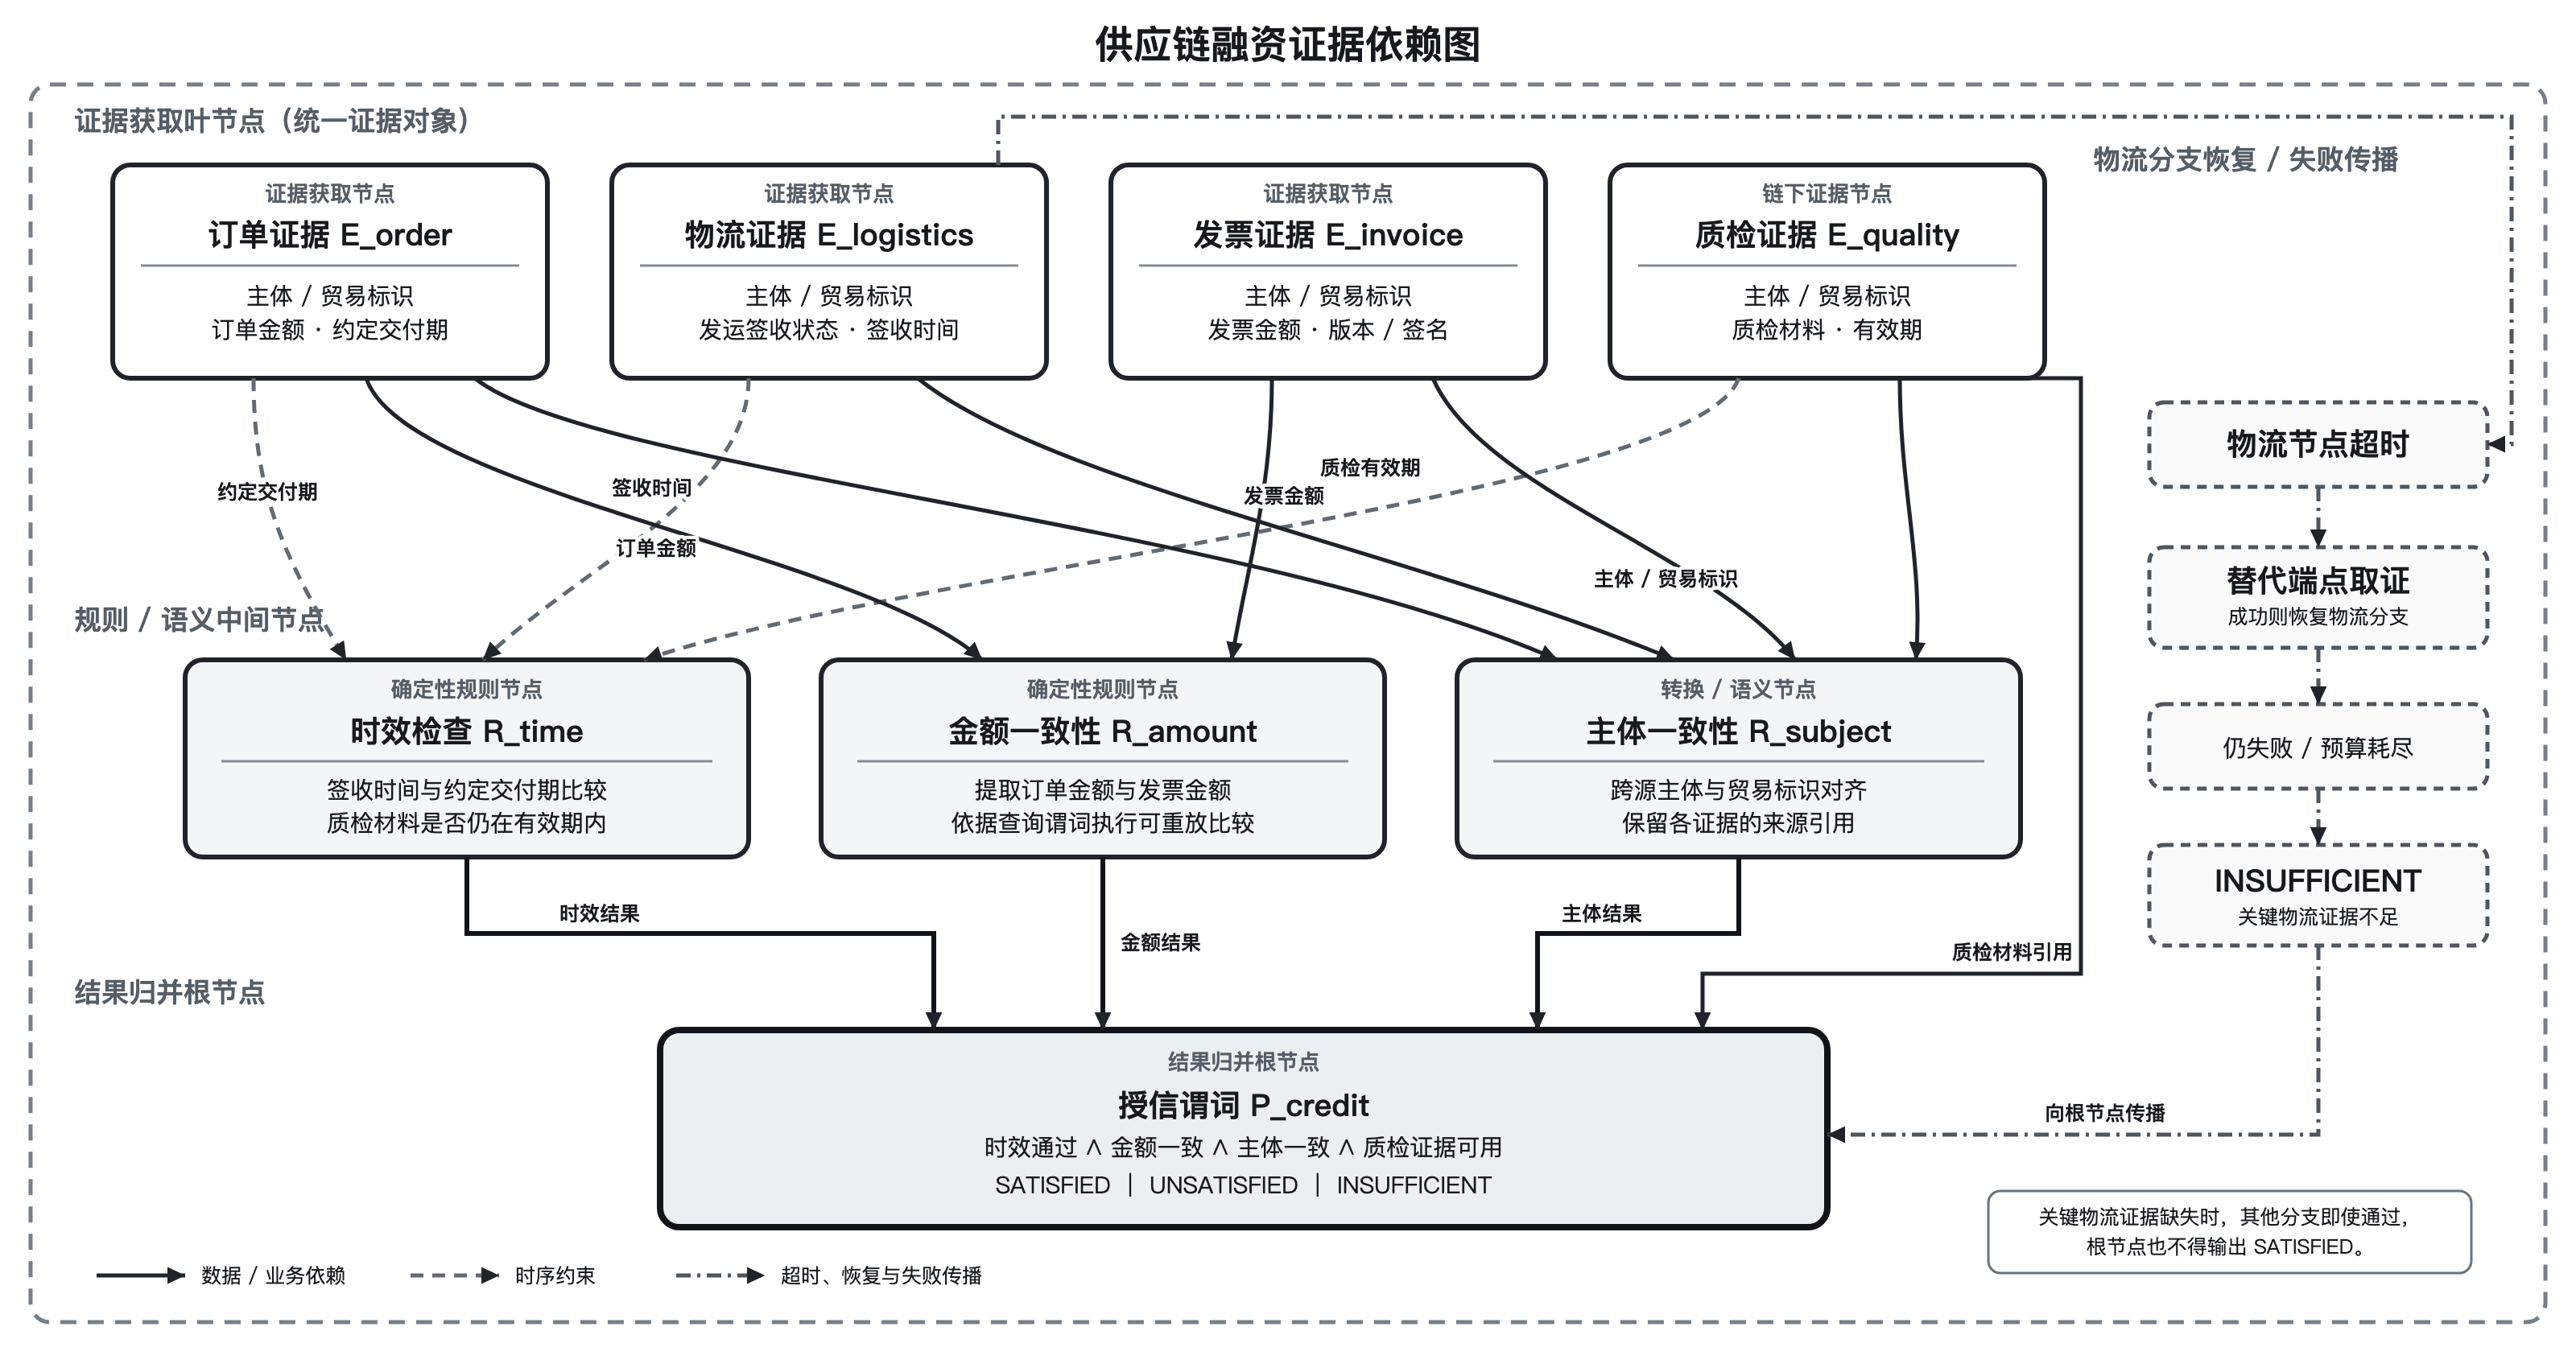 供应链融资证据依赖图
证据获取叶节点（统一证据对象）
物流分支恢复 / 失败传播
证据获取节点
订单证据 E_order
主体 / 贸易标识
订单金额 · 约定交付期
证据获取节点
物流证据 E_logistics
主体 / 贸易标识
发运签收状态 · 签收时间
证据获取节点
发票证据 E_invoice
主体 / 贸易标识
发票金额 · 版本 / 签名
链下证据节点
质检证据 E_quality
主体 / 贸易标识
质检材料 · 有效期
约定交付期
签收时间
订单金额
质检有效期
发票金额
主体 / 贸易标识
物流节点超时
替代端点取证
成功则恢复物流分支
仍失败 / 预算耗尽
INSUFFICIENT
关键物流证据不足
规则 / 语义中间节点
确定性规则节点
时效检查 R_time
签收时间与约定交付期比较
质检材料是否仍在有效期内
确定性规则节点
金额一致性 R_amount
提取订单金额与发票金额
依据查询谓词执行可重放比较
转换 / 语义节点
主体一致性 R_subject
跨源主体与贸易标识对齐
保留各证据的来源引用
时效结果
金额结果
主体结果
质检材料引用
结果归并根节点
结果归并根节点
授信谓词 P_credit
时效通过 ∧ 金额一致 ∧ 主体一致 ∧ 质检证据可用
SATISFIED ｜ UNSATISFIED ｜ INSUFFICIENT
向根节点传播
关键物流证据缺失时，其他分支即使通过，
根节点也不得输出 SATISFIED。
数据 / 业务依赖
时序约束
超时、恢复与失败传播